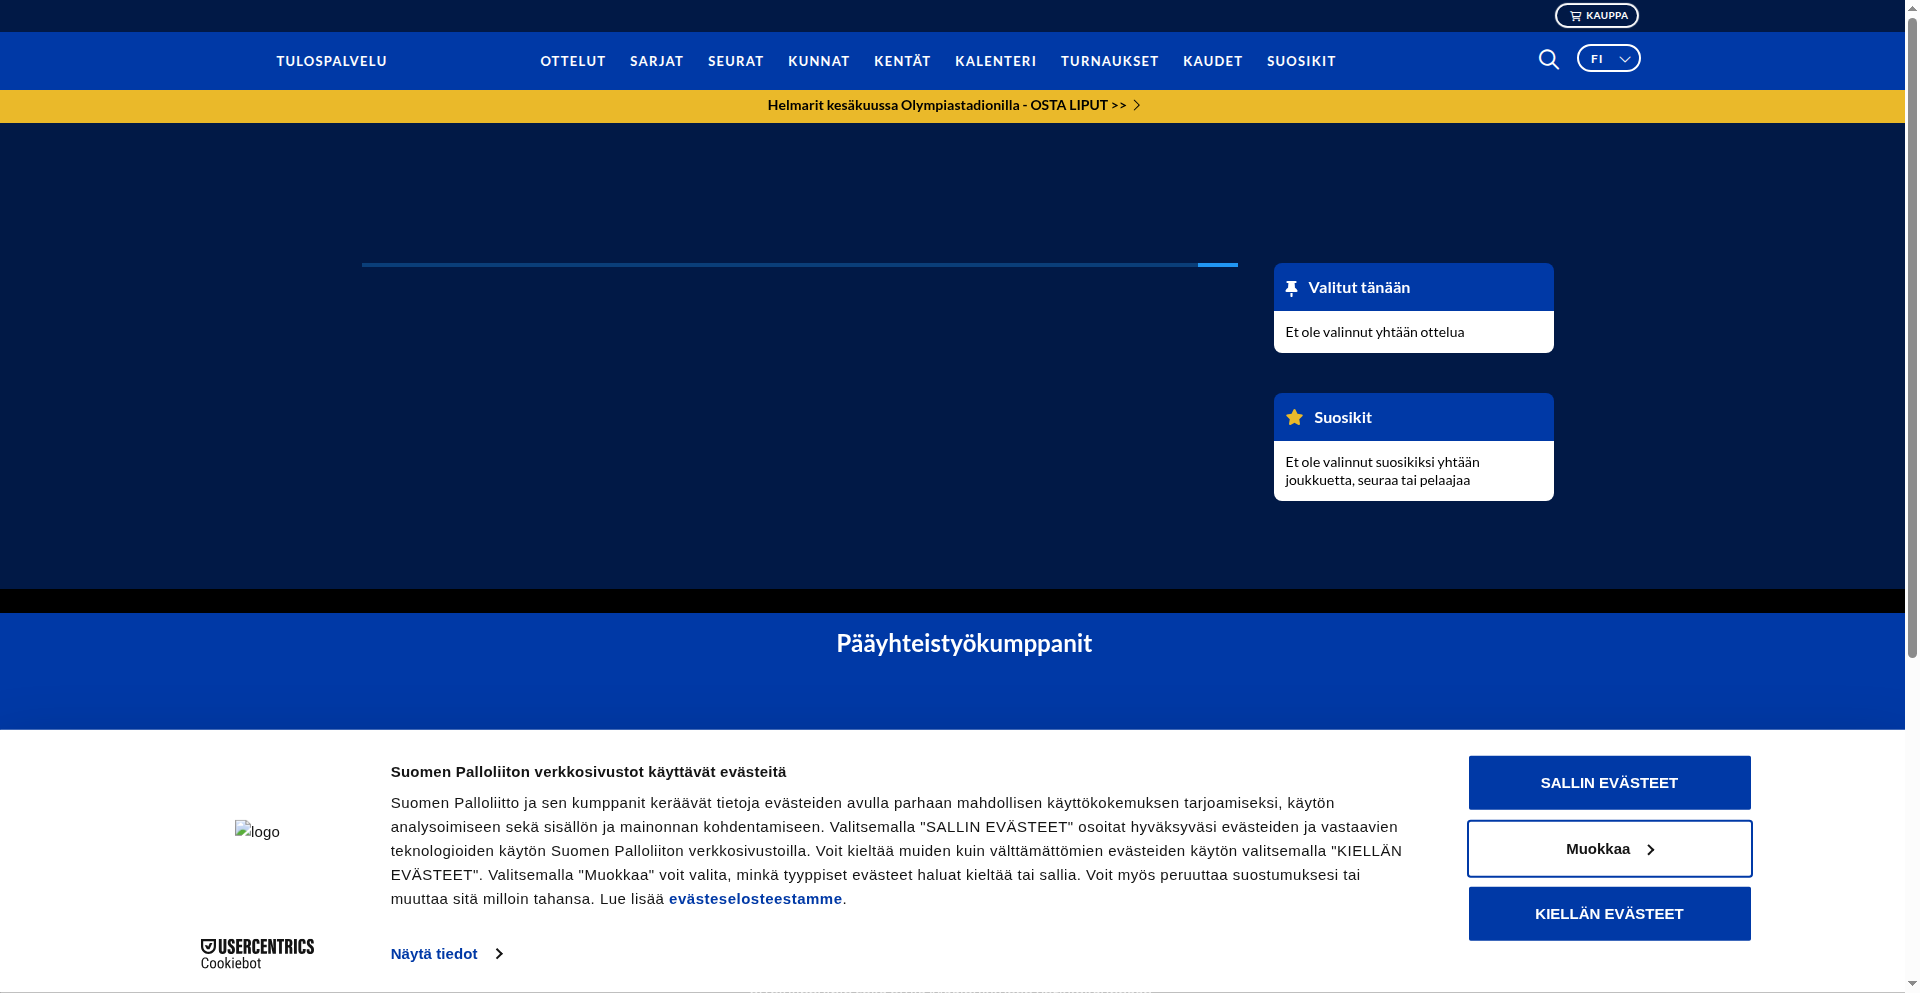 KAUPPA
TULOSPALVELU
OTTELUT SARJAT SEURAT KUNNAT KENTÄT KALENTERI TURNAUKSET KAUDET SUOSIKIT
FI
Helmarit kesäkuussa Olympiastadionilla - OSTA LIPUT >>
Valitut tänään
Et ole valinnut yhtään ottelua
Suosikit
Et ole valinnut suosikiksi yhtään
joukkuetta, seuraa tai pelaajaa
Pääyhteistyökumppanit
logo
USERCENTRICS
Cookiebot
Suomen Palloliiton verkkosivustot käyttävät evästeitä
Suomen Palloliitto ja sen kumppanit keräävät tietoja evästeiden avulla parhaan mahdollisen käyttökokemuksen tarjoamiseksi, käytön
analysoimiseen sekä sisällön ja mainonnan kohdentamiseen. Valitsemalla "SALLIN EVÄSTEET" osoitat hyväksyväsi evästeiden ja vastaavien
teknologioiden käytön Suomen Palloliiton verkkosivustoilla. Voit kieltää muiden kuin välttämättömien evästeiden käytön valitsemalla "KIELLÄN
EVÄSTEET". Valitsemalla "Muokkaa" voit valita, minkä tyyppiset evästeet haluat kieltää tai sallia. Voit myös peruuttaa suostumuksesi tai
muuttaa sitä milloin tahansa. Lue lisää evästeselosteestamme.
Näytä tiedot
SALLIN EVÄSTEET
Muokkaa
KIELLÄN EVÄSTEET